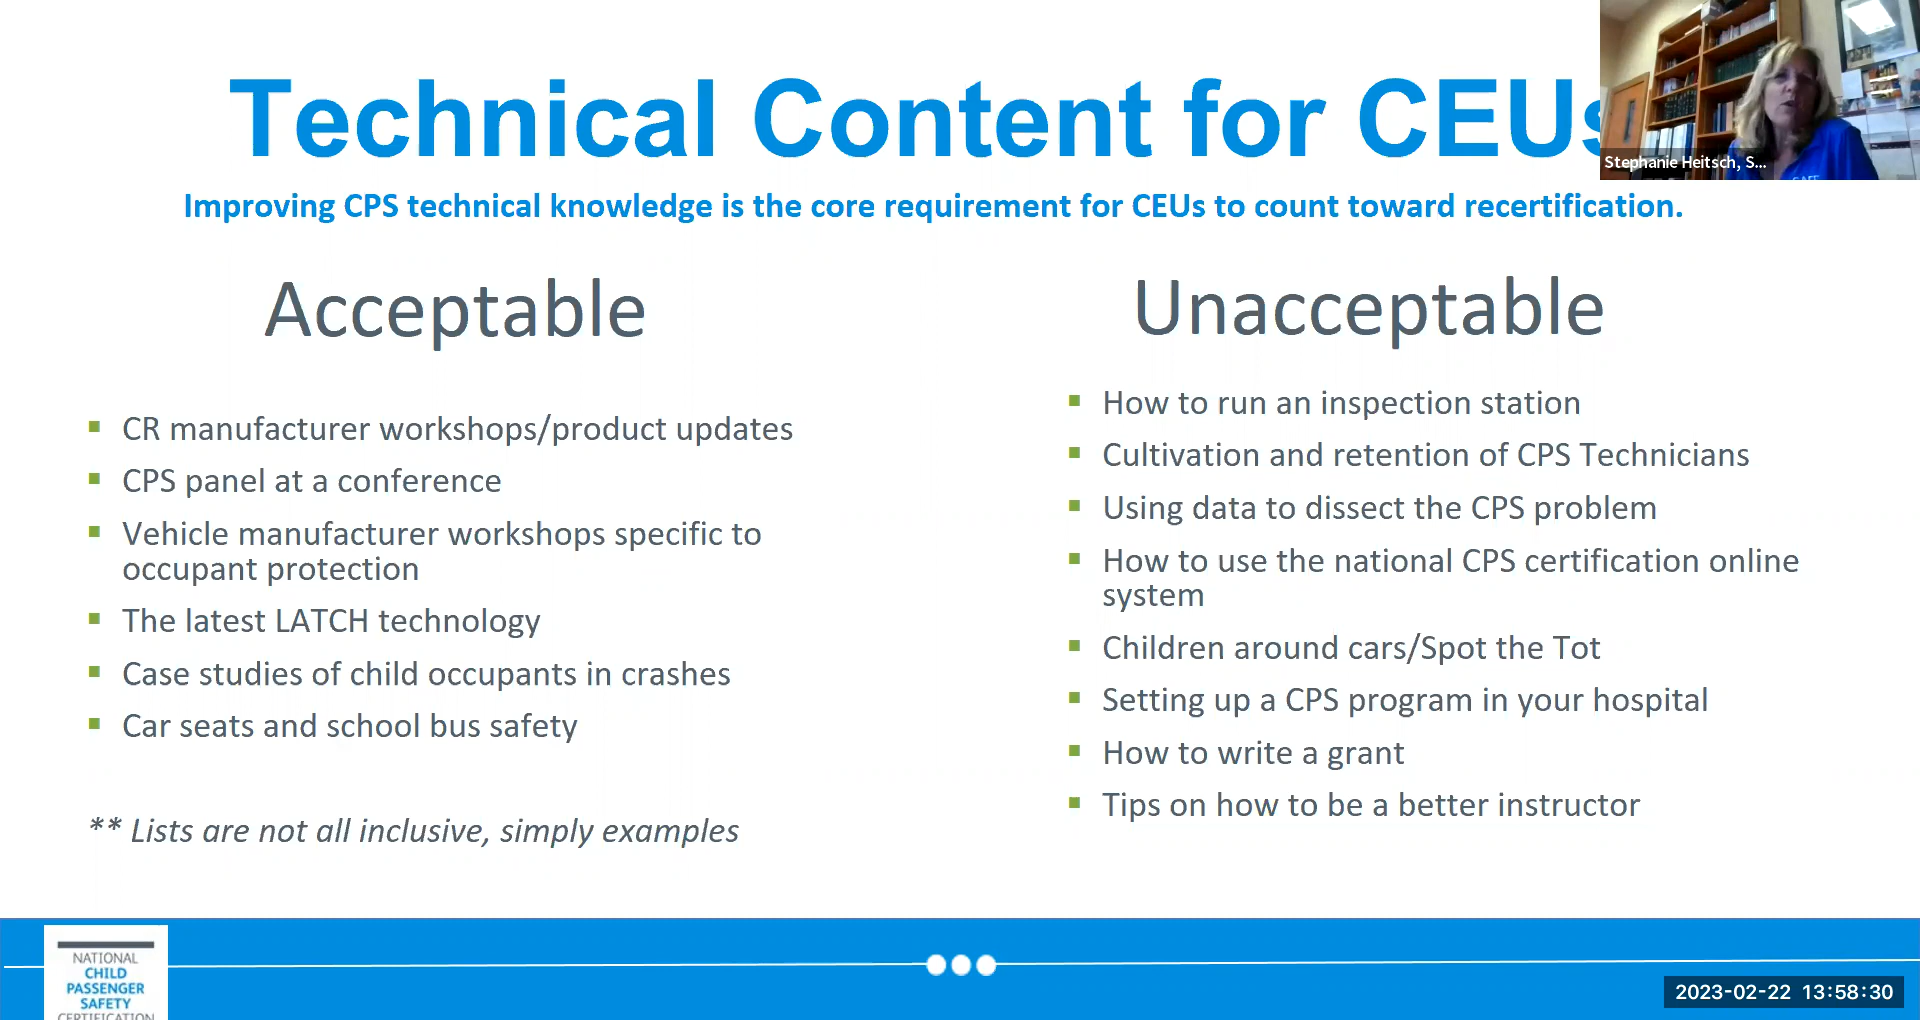 Technical Content for CEUs
Stephanie Heitsch, S...
Improving CPS technical knowledge is the core requirement for CEUs to count toward recertification.
Acceptable
CR manufacturer workshops/product updates
CPS panel at a conference
Vehicle manufacturer workshops specific to
occupant protection
The latest LATCH technology
Case studies of child occupants in crashes
Car seats and school bus safety
** Lists are not all inclusive, simply examples
Unacceptable
How to run an inspection station
Cultivation and retention of CPS Technicians
Using data to dissect the CPS problem
How to use the national CPS certification online
system
Children around cars/Spot the Tot
Setting up a CPS program in your hospital
How to write a grant
Tips on how to be a better instructor
NATIONAL
CHILD
PASSENGER
SAFETY
CERTIFICATION
2023-02-22 13:58:30